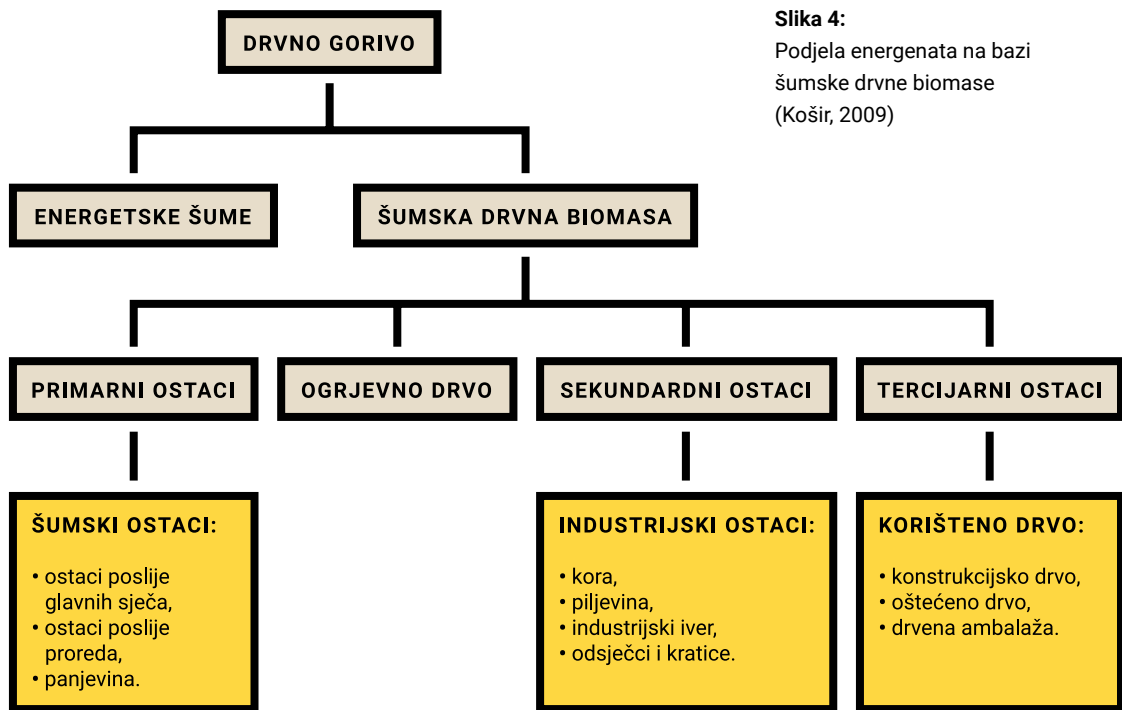 DRVNO GORIVO
Slika 4:
Podjela energenata na bazi
šumske drvne biomase
(Košir, 2009)
ENERGETSKE ŠUME
ŠUMSKA DRVNA BIOMASA
PRIMARNI OSTACI
OGRJEVNO DRVO
SEKUNDARDNI OSTACI
TERCIJARNI OSTACI
ŠUMSKI OSTACI:
• ostaci poslije
glavnih sječa,
• ostaci poslije
proreda,
• panjevina.
INDUSTRIJSKI OSTACI:
• kora,
• piljevina,
• industrijski iver,
• odsječci i kratice.
KORIŠTENO DRVO:
• konstrukcijsko drvo,
• oštećeno drvo,
• drvena ambalaža.